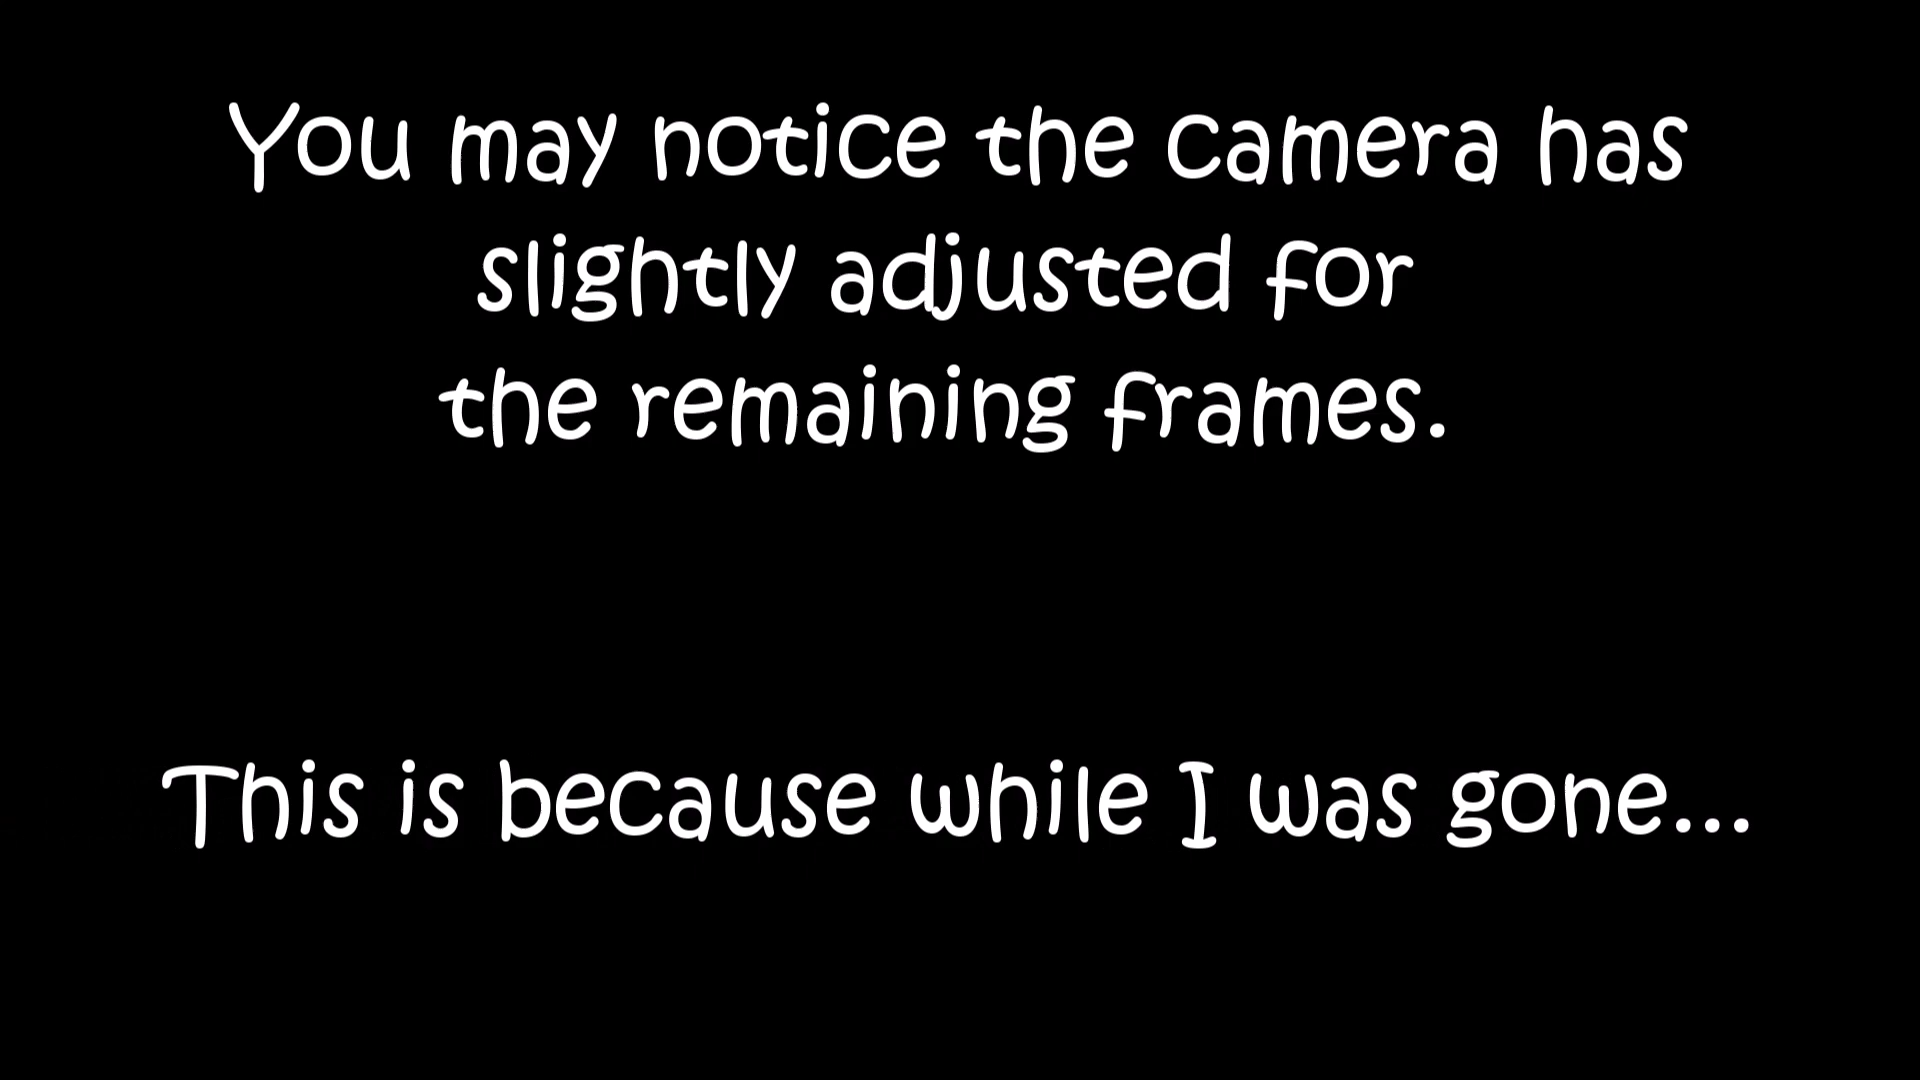 You may notice the camera has
slightly adjusted for
the remaining frames.
This is because while I was gone...